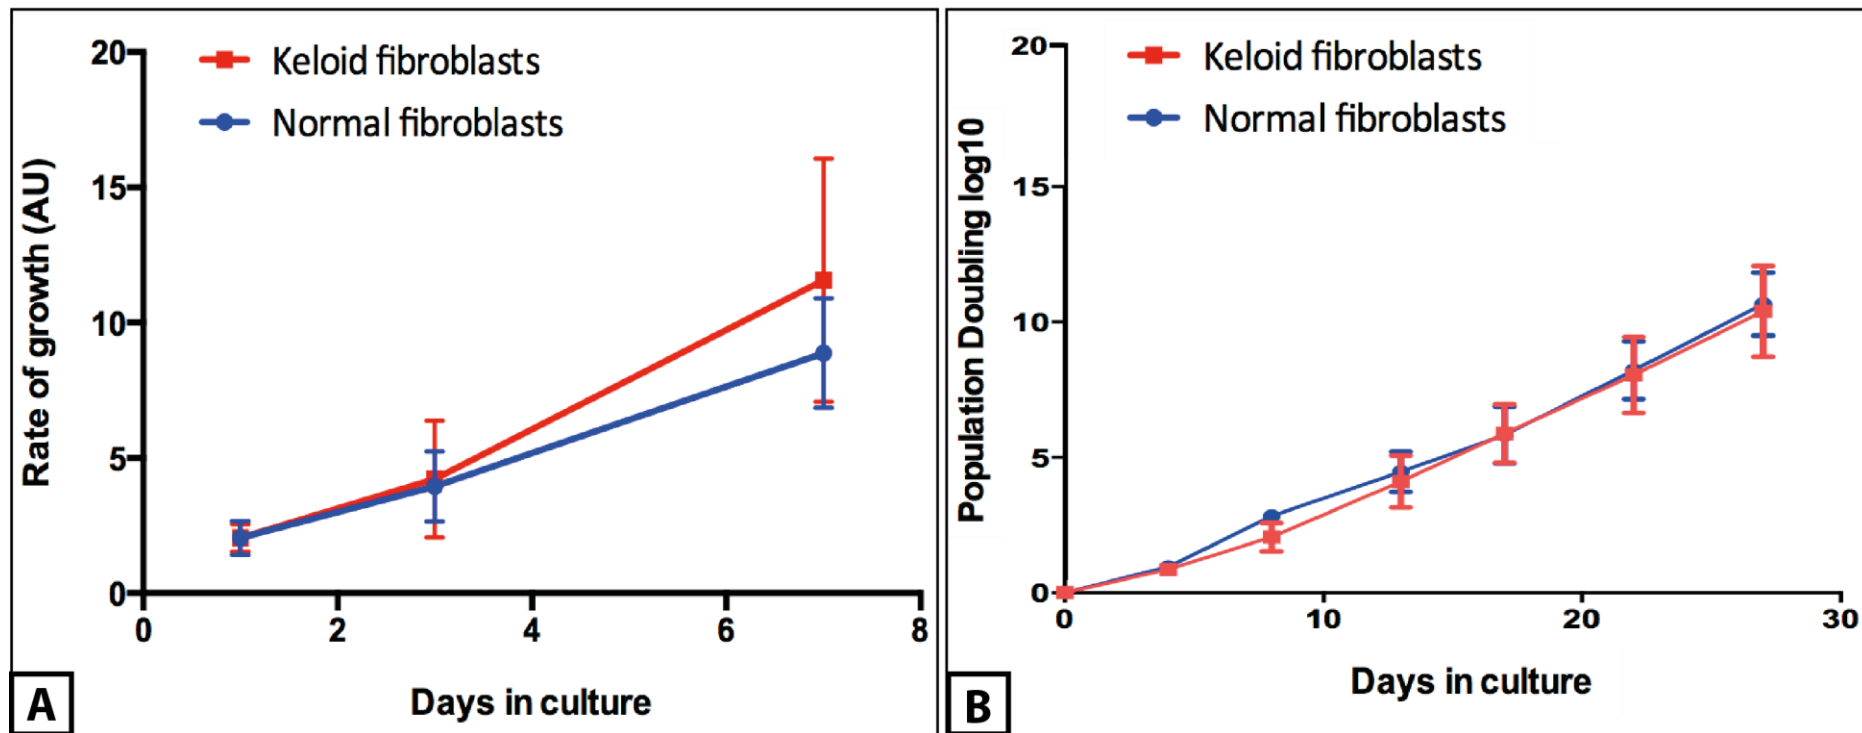 Keloid fibroblasts
Normal fibroblasts
Rate of growth (AU)
20
15
10
5
0
0 2 4 6 8
Days in culture
A
Keloid fibroblasts
Normal fibroblasts
Population Doubling log10
20
15
10
5
0
0 10 20 30
Days in culture
B